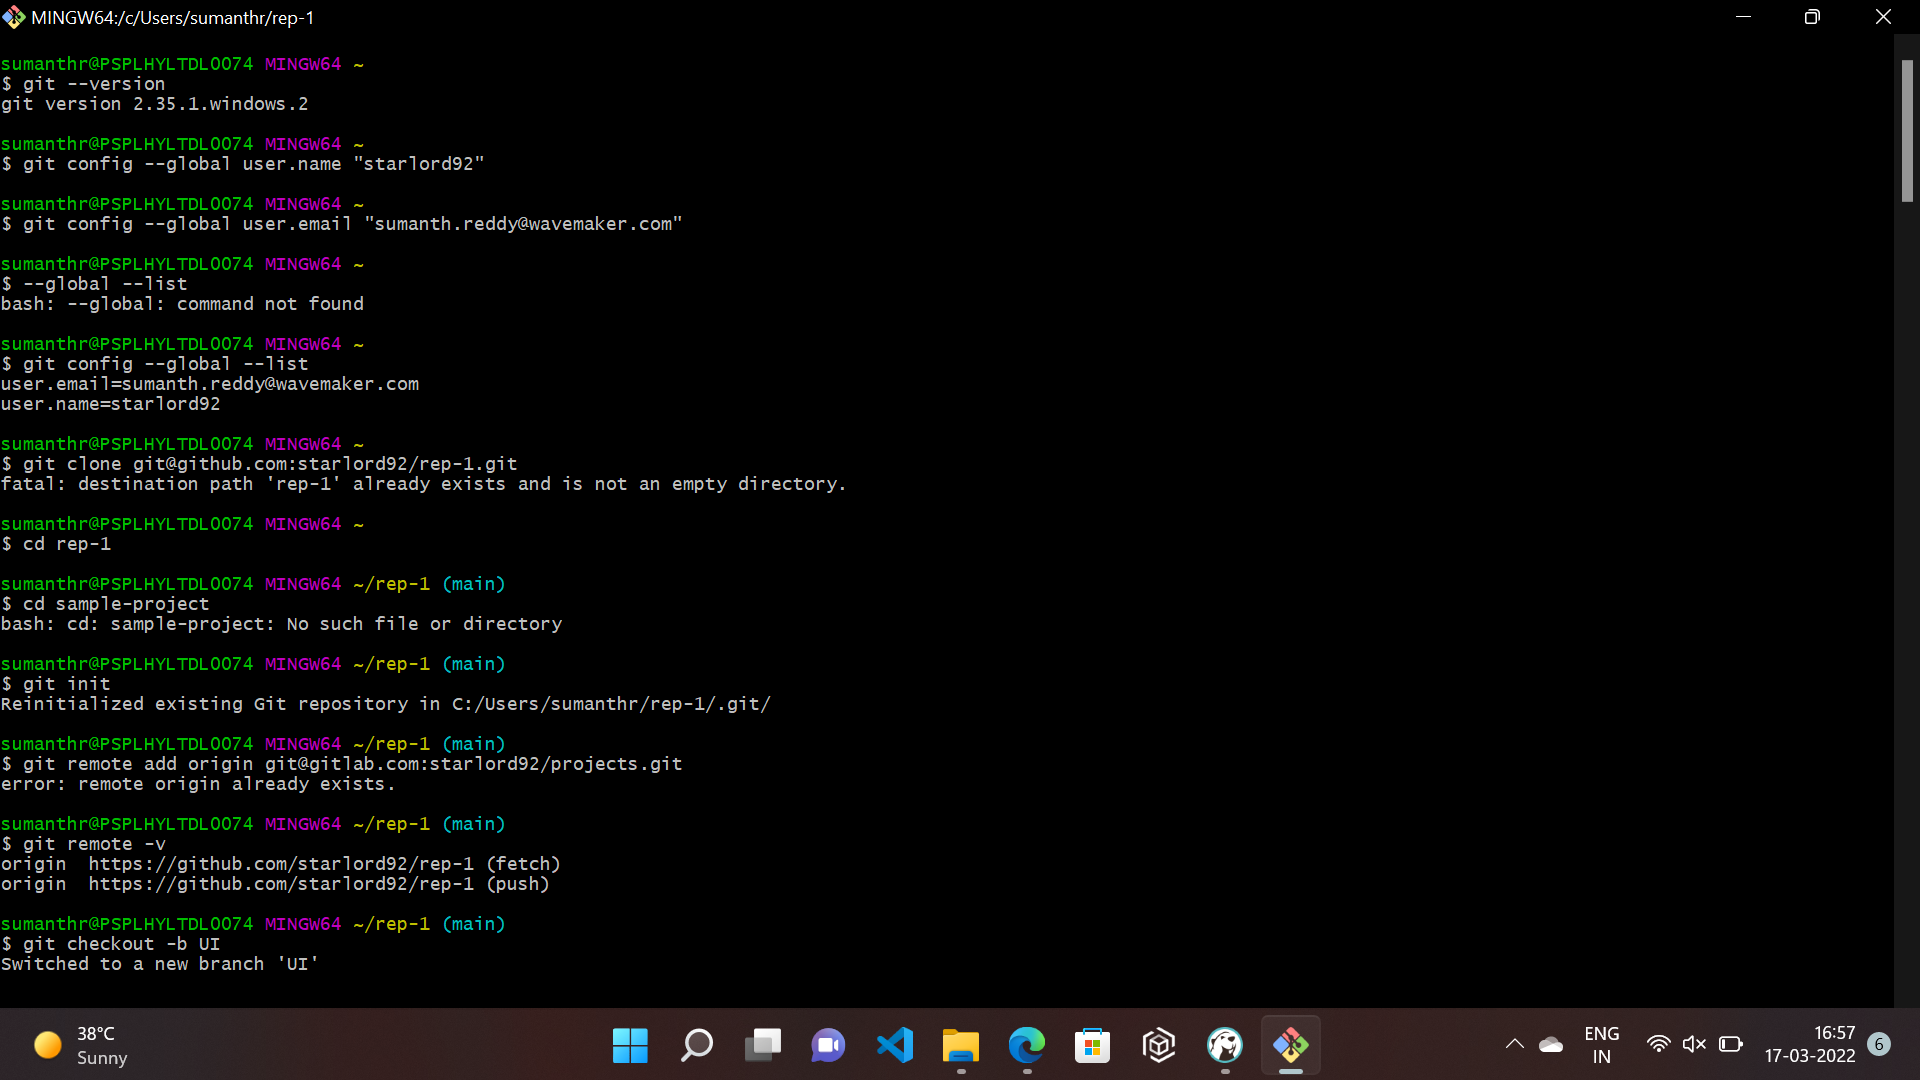 MINGW64:/c/Users/sumanthr/rep-1
sumanthr@PSPLHYLTDL0074 MINGW64 ~
$ git --version
git version 2.35.1.windows.2
sumanthr@PSPLHYLTDL0074 MINGW64 ~
$ git config --global user.name "starlord92"
sumanthr@PSPLHYLTDL0074 MINGW64 ~
$ git config --global user.email "sumanth.reddy@wavemaker.com"
sumanthr@PSPLHYLTDL0074 MINGW64 ~
$ --global --list
bash: --global: command not found
sumanthr@PSPLHYLTDL0074 MINGW64 ~
$ git config --global --list
user.email=sumanth.reddy@wavemaker.com
user.name=starlord92
sumanthr@PSPLHYLTDL0074 MINGW64 ~
$ git clone git@github.com:starlord92/rep-1.git
fatal: destination path 'rep-1' already exists and is not an empty directory.
sumanthr@PSPLHYLTDL0074 MINGW64 ~
$ cd rep-1
sumanthr@PSPLHYLTDL0074 MINGW64 ~/rep-1 (main)
$ cd sample-project
bash: cd: sample-project: No such file or directory
sumanthr@PSPLHYLTDL0074 MINGW64 ~/rep-1 (main)
$ git init
Reinitialized existing Git repository in C:/Users/sumanthr/rep-1/.git/
sumanthr@PSPLHYLTDL0074 MINGW64 ~/rep-1 (main)
$ git remote add origin git@gitlab.com:starlord92/projects.git
error: remote origin already exists.
sumanthr@PSPLHYLTDL0074 MINGW64 ~/rep-1 (main)
$ git remote -v
origin  https://github.com/starlord92/rep-1 (fetch)
origin  https://github.com/starlord92/rep-1 (push)
sumanthr@PSPLHYLTDL0074 MINGW64 ~/rep-1 (main)
$ git checkout -b UI
Switched to a new branch 'UI'
38°C
Sunny
ENG
IN
16:57
17-03-2022
6